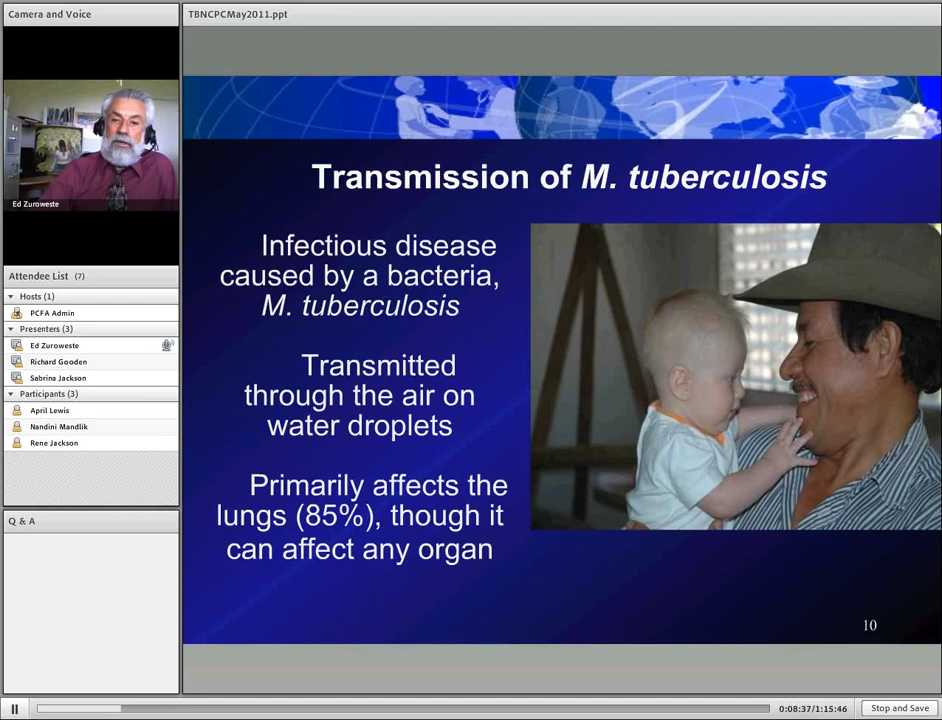 Camera and Voice
Ed Zuroweste
Attendee List (7)
Hosts (1)
PCFA Admin
Presenters (3)
Ed Zuroweste
Richard Gooden
Sabrina Jackson
Participants (3)
April Lewis
Nandini Mandlik
Rene Jackson
Q & A
TBNCPCMay2011.ppt
Transmission of M. tuberculosis
Infectious disease
caused by a bacteria,
M. tuberculosis
Transmitted
through the air on
water droplets
Primarily affects the
lungs (85%), though it
can affect any organ
10
0:08:37/1:15:46
Stop and Save